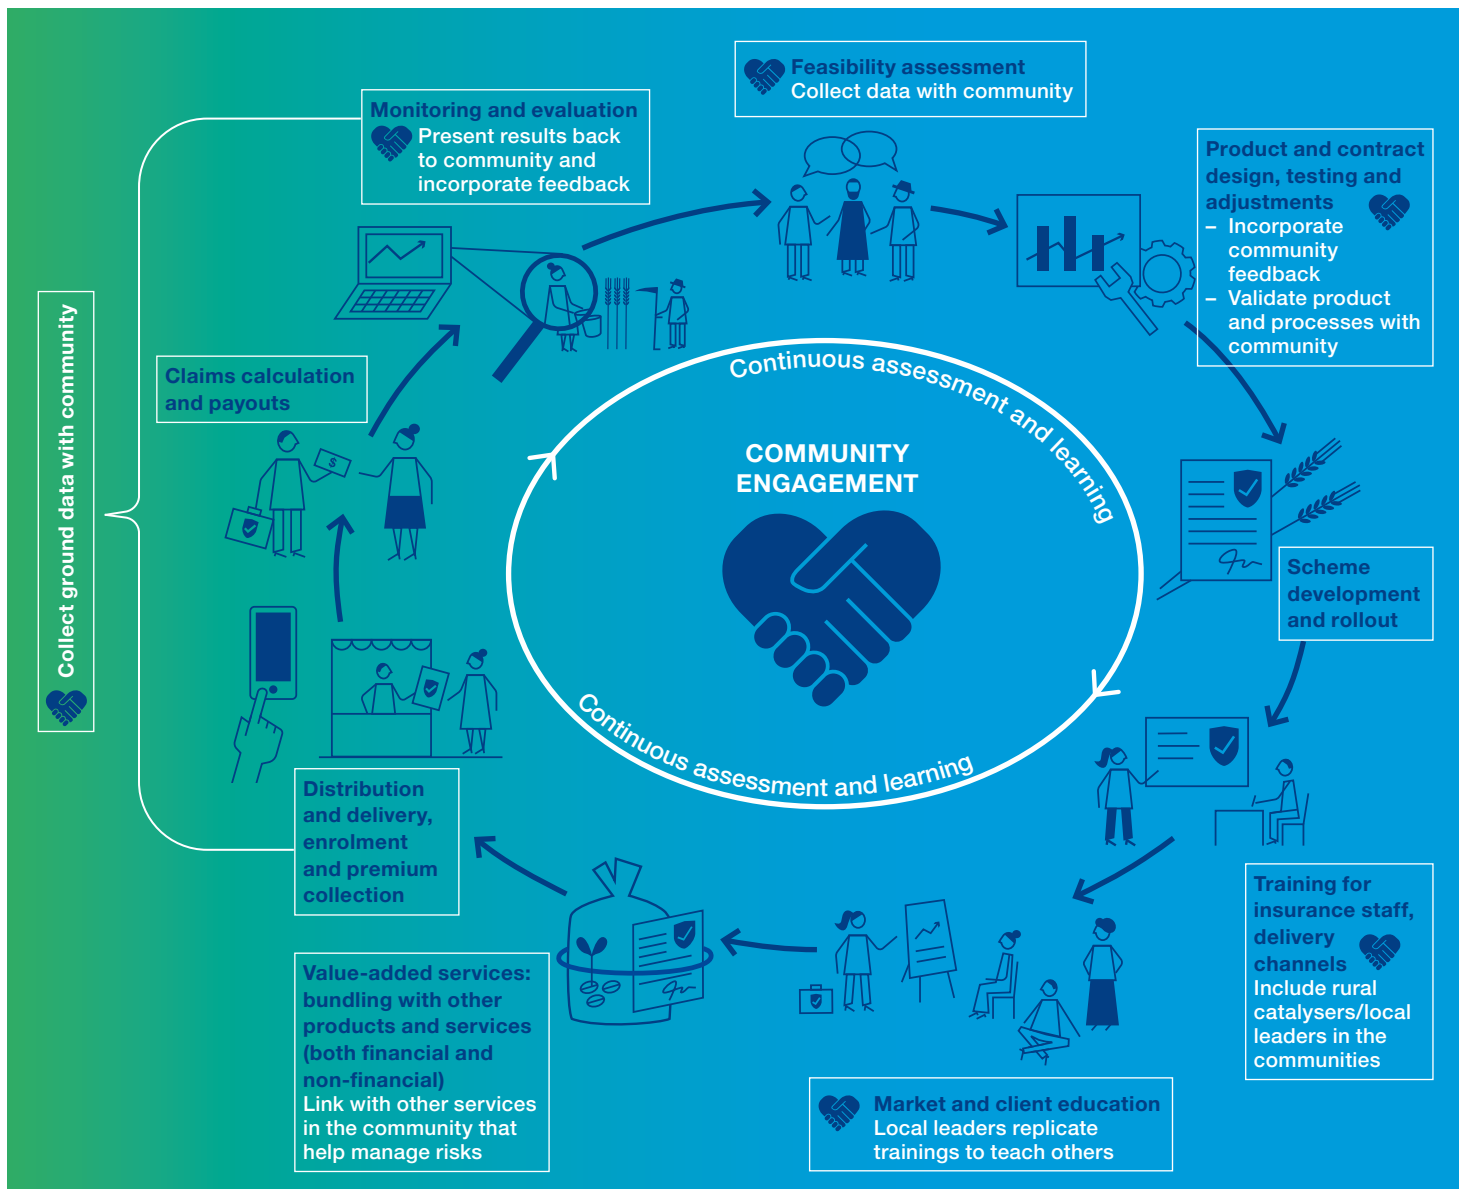 Feasibility assessment
Collect data with community
Monitoring and evaluation
Present results back
to community and
incorporate feedback
Product and contract
design, testing and
adjustments
– Incorporate
community
feedback
– Validate product
and processes with
community
Collect ground data with community
Claims calculation
and payouts
$
Continuous assessment and learning
COMMUNITY
ENGAGEMENT
Continuous assessment and learning
Scheme
development
and rollout
Distribution
and delivery,
enrolment
and premium
collection
Training for
insurance staff,
delivery
channels
Include rural
catalysers/local
leaders in the
communities
Value-added services:
bundling with other
products and services
(both financial and
non-financial)
Link with other services
in the community that
help manage risks
Market and client education
Local leaders replicate
trainings to teach others